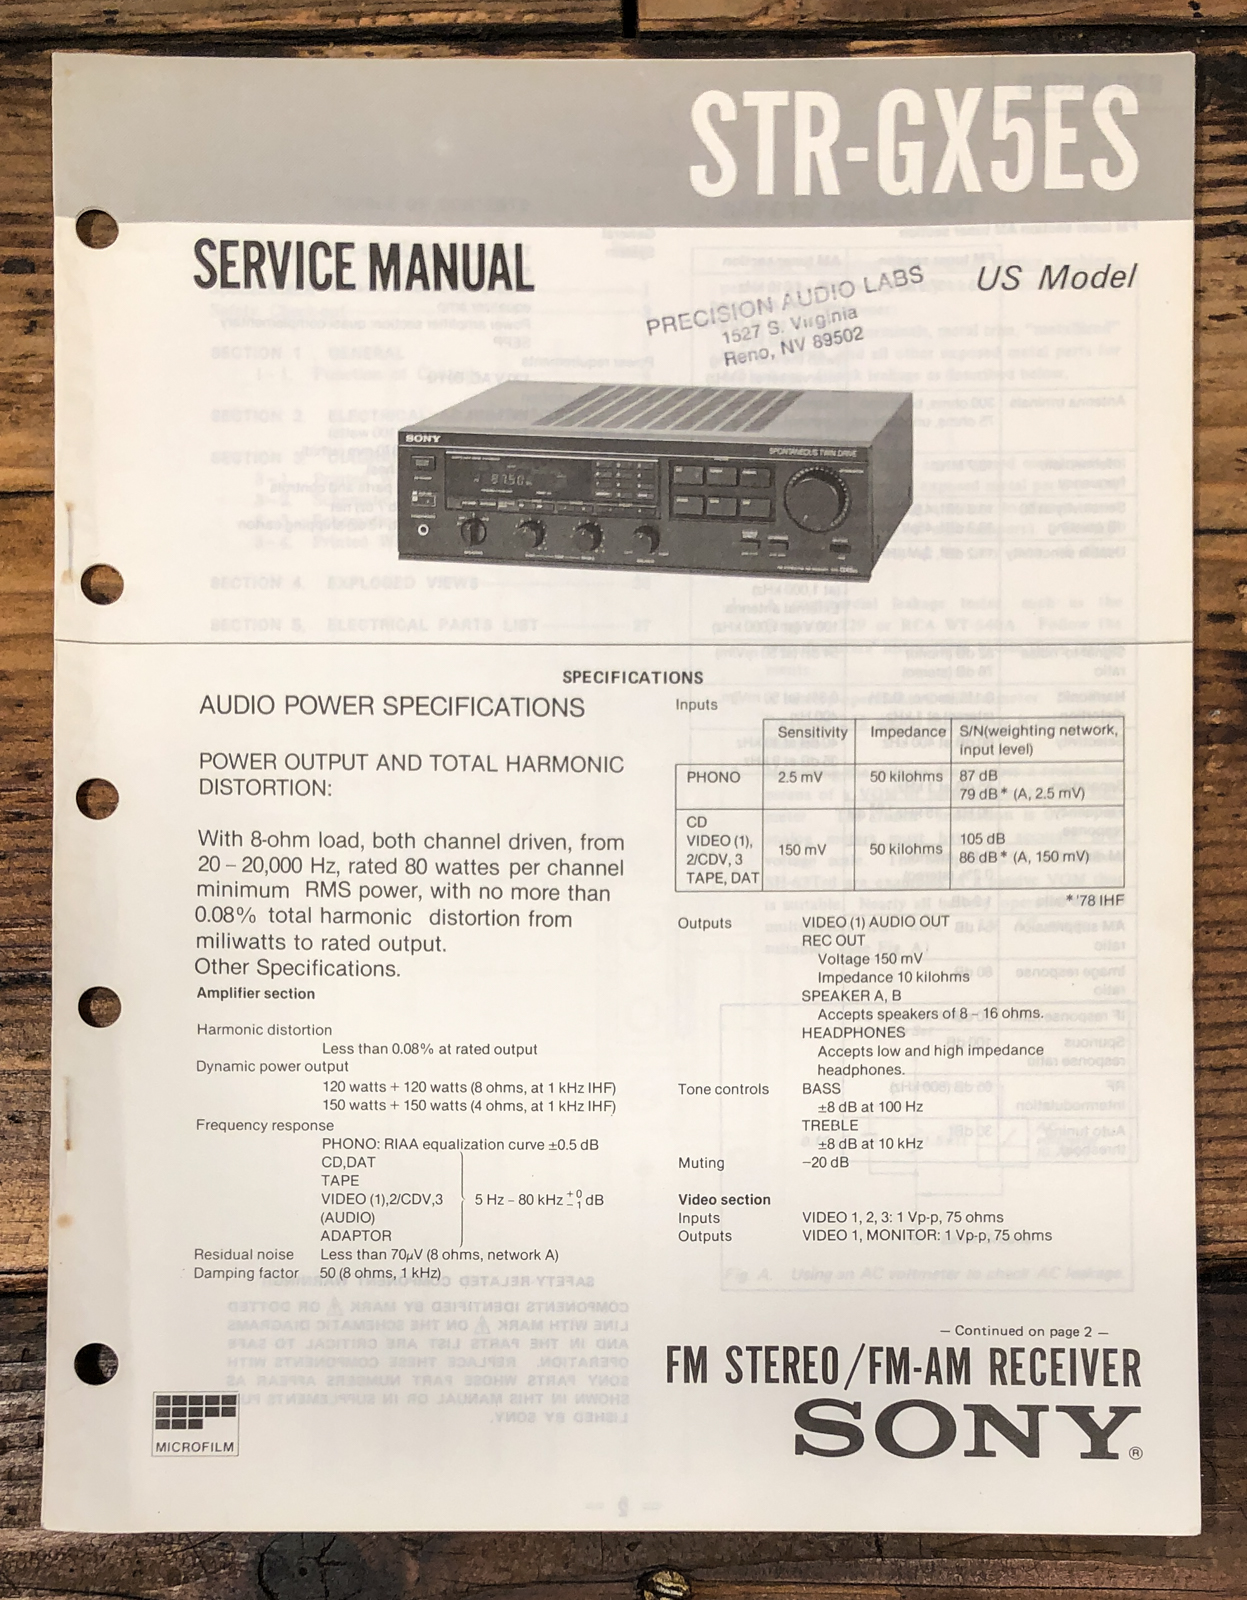 STR-GX5ES
SERVICE MANUAL
US Model
PRECISION AUDIO LABS
1527 S. Virginia
Reno, NV 89502
SONY
SPONTANEOUS TWIN DRIVE
SPECIFICATIONS
AUDIO POWER SPECIFICATIONS
POWER OUTPUT AND TOTAL HARMONIC
DISTORTION:
With 8-ohm load, both channel driven, from
20 – 20,000 Hz, rated 80 wattes per channel
minimum RMS power, with no more than
0.08% total harmonic distortion from
miliwatts to rated output.
Other Specifications.
Amplifier section
Harmonic distortion
Less than 0.08% at rated output
Dynamic power output
120 watts + 120 watts (8 ohms, at 1 kHz IHF)
150 watts + 150 watts (4 ohms, at 1 kHz IHF)
Frequency response
PHONO: RIAA equalization curve ±0.5 dB
CD,DAT
TAPE
VIDEO (1),2/CDV,3 5 Hz – 80 kHz +0 −1 dB
(AUDIO)
ADAPTOR
Residual noise Less than 70μV (8 ohms, network A)
Damping factor 50 (8 ohms, 1 kHz)
Inputs
Sensitivity Impedance S/N(weighting network,
input level)
PHONO 2.5 mV 50 kilohms 87 dB
79 dB* (A, 2.5 mV)
CD
VIDEO (1),
2/CDV, 3
TAPE, DAT
150 mV 50 kilohms 105 dB
86 dB* (A, 150 mV)
* '78 IHF
Outputs VIDEO (1) AUDIO OUT
REC OUT
Voltage 150 mV
Impedance 10 kilohms
SPEAKER A, B
Accepts speakers of 8 – 16 ohms.
HEADPHONES
Accepts low and high impedance
headphones.
Tone controls BASS
±8 dB at 100 Hz
TREBLE
±8 dB at 10 kHz
Muting –20 dB
Video section
Inputs VIDEO 1, 2, 3: 1 Vp-p, 75 ohms
Outputs VIDEO 1, MONITOR: 1 Vp-p, 75 ohms
— Continued on page 2 —
FM STEREO/FM-AM RECEIVER
SONY®
MICROFILM